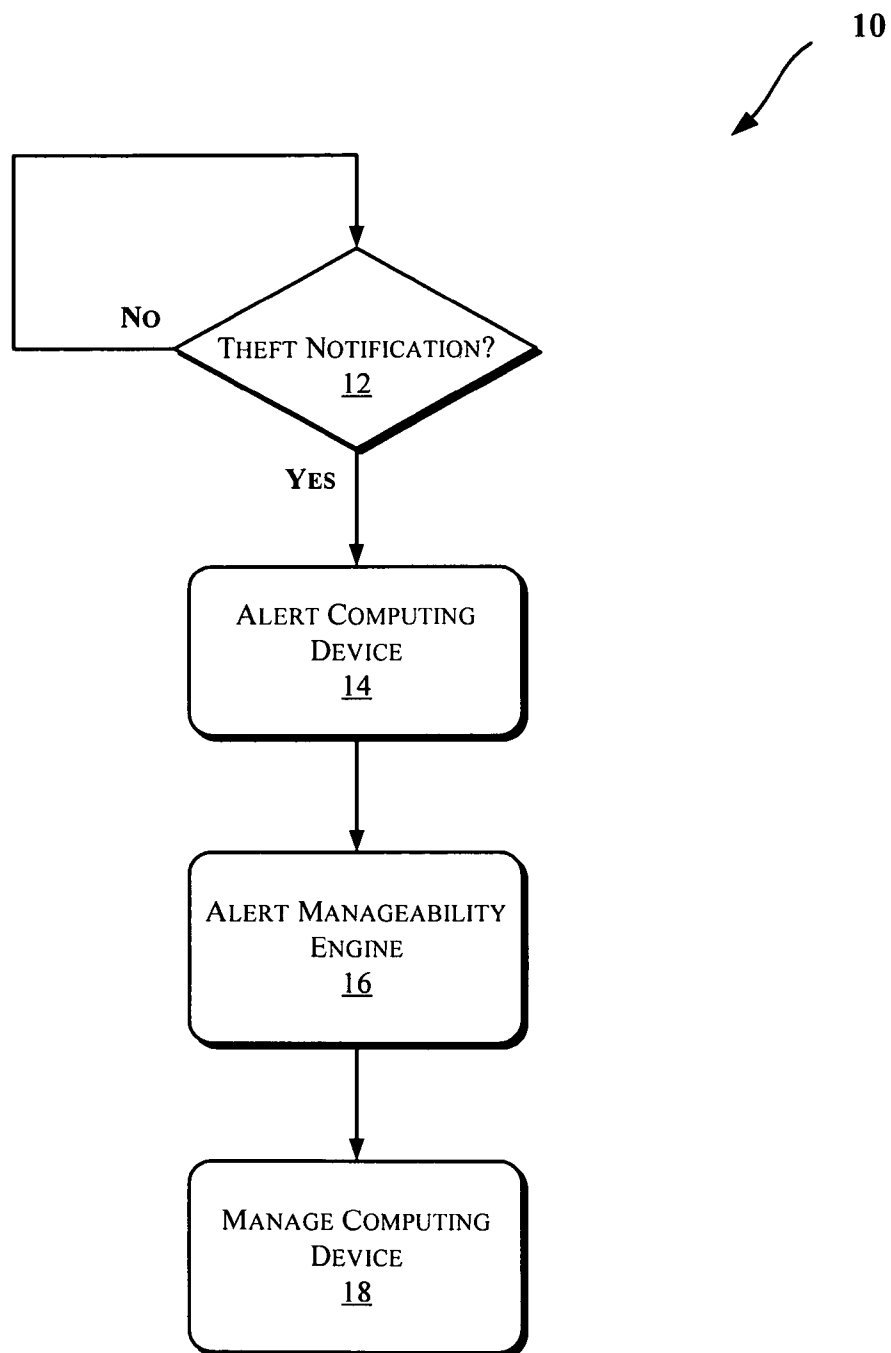 10
No
THEFT NOTIFICATION?
12
YES
ALERT COMPUTING
DEVICE
14
ALERT MANAGEABILITY
ENGINE
16
MANAGE COMPUTING
DEVICE
18